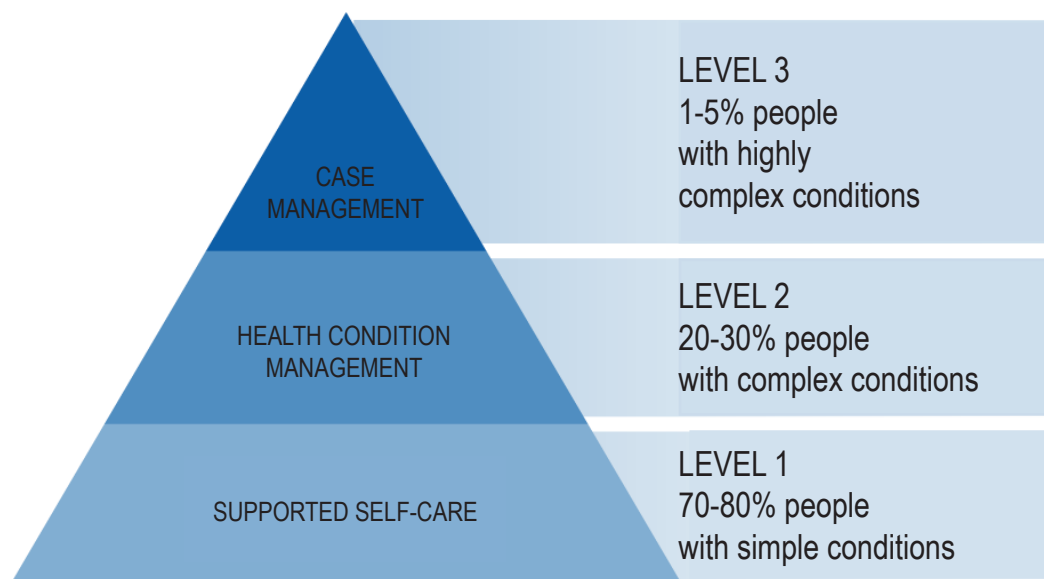 CASE
MANAGEMENT
LEVEL 3
1-5% people
with highly
complex conditions
HEALTH CONDITION
MANAGEMENT
LEVEL 2
20-30% people
with complex conditions
SUPPORTED SELF-CARE
LEVEL 1
70-80% people
with simple conditions